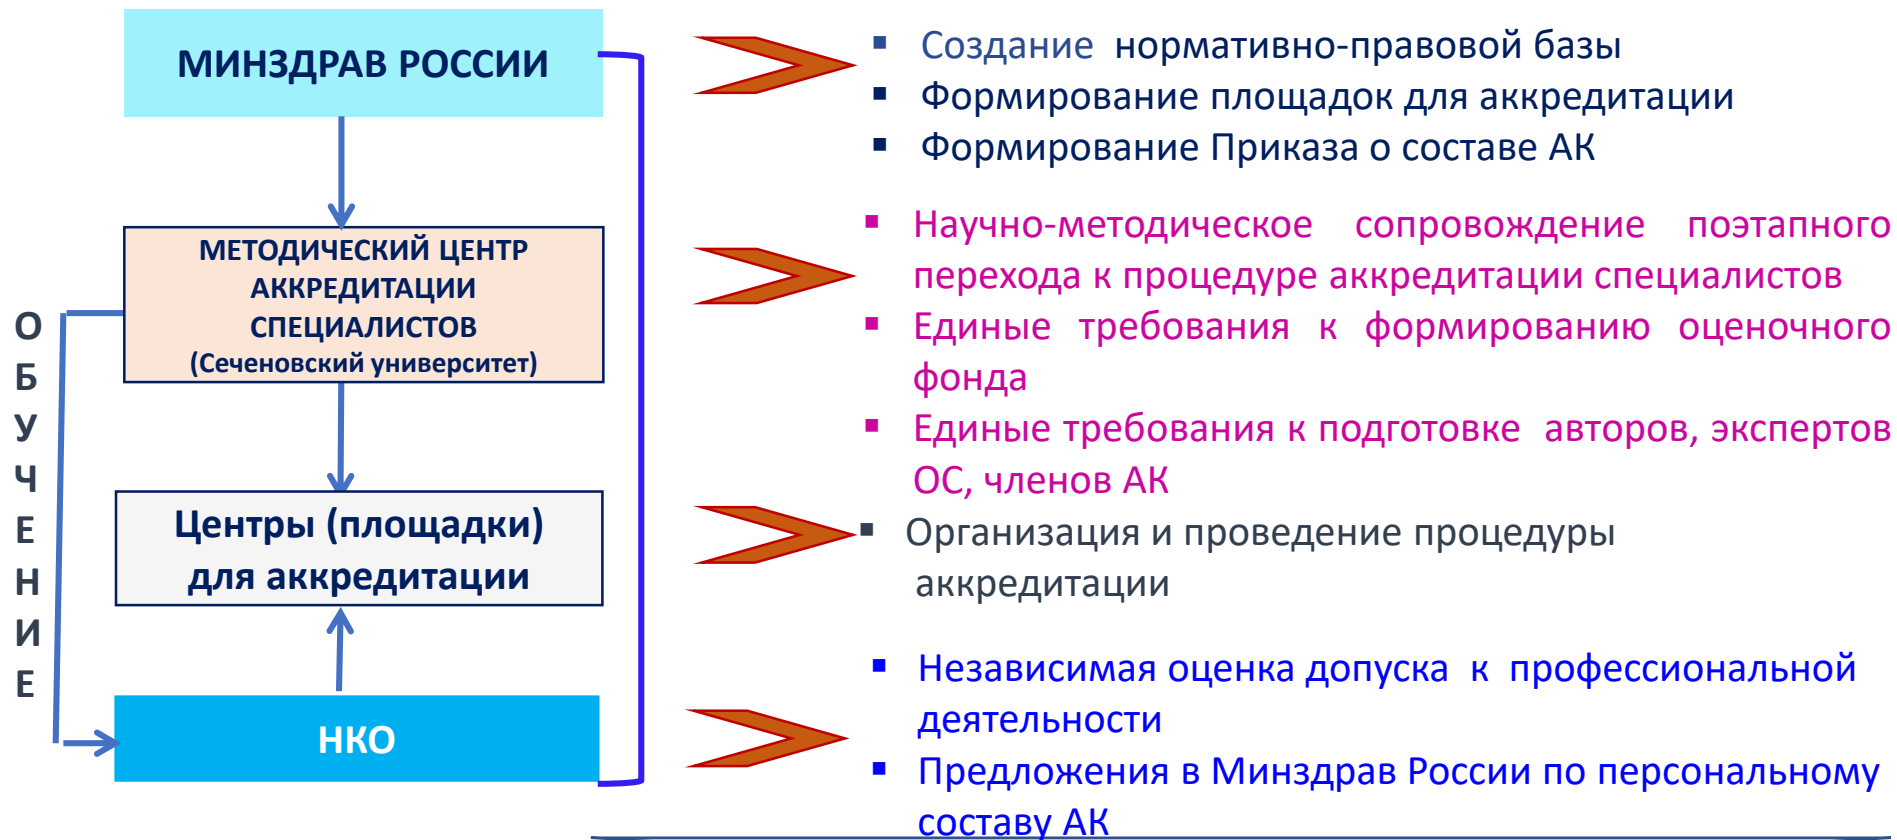 МИНЗДРАВ РОССИИ
МЕТОДИЧЕСКИЙ ЦЕНТР
АККРЕДИТАЦИИ
СПЕЦИАЛИСТОВ
(Сеченовский университет)
Центры (площадки)
для аккредитации
НКО
О
Б
У
Ч
Е
Н
И
Е
▪ Создание нормативно-правовой базы
▪ Формирование площадок для аккредитации
▪ Формирование Приказа о составе АК
▪ Научно-методическое сопровождение поэтапного
перехода к процедуре аккредитации специалистов
▪ Единые требования к формированию оценочного
фонда
▪ Единые требования к подготовке авторов, экспертов
ОС, членов АК
▪ Организация и проведение процедуры
аккредитации
▪ Независимая оценка допуска к профессиональной
деятельности
▪ Предложения в Минздрав России по персональному
составу АК